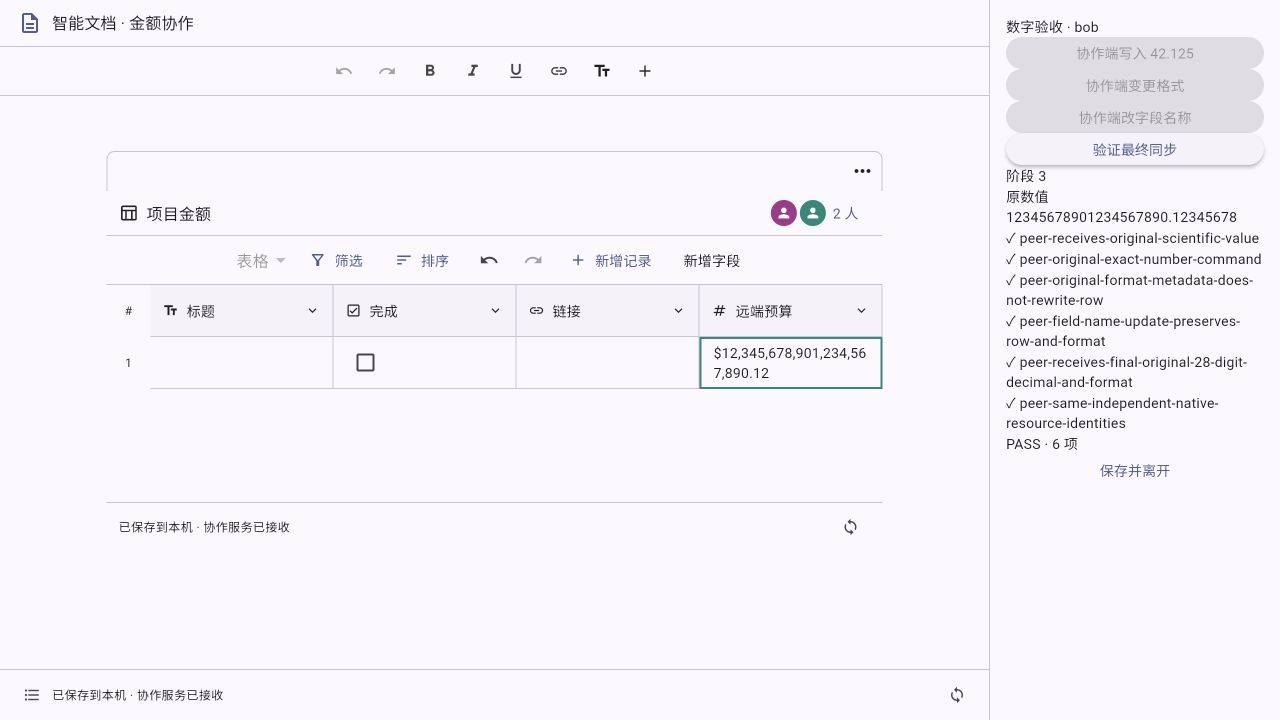 智能文档 · 金额协作
项目金额
2 人
表格
筛选
排序
新增记录
新增字段
#
标题
完成
链接
远端预算
1
$12,345,678,901,234,56
7,890.12
已保存到本机 · 协作服务已接收
已保存到本机 · 协作服务已接收
数字验收 · bob
协作端写入 42.125
协作端变更格式
协作端改字段名称
验证最终同步
阶段 3
原数值
12345678901234567890.12345678
✓ peer-receives-original-scientific-value
✓ peer-original-exact-number-command
✓ peer-original-format-metadata-does-
not-rewrite-row
✓ peer-field-name-update-preserves-
row-and-format
✓ peer-receives-final-original-28-digit-
decimal-and-format
✓ peer-same-independent-native-
resource-identities
PASS · 6 项
保存并离开